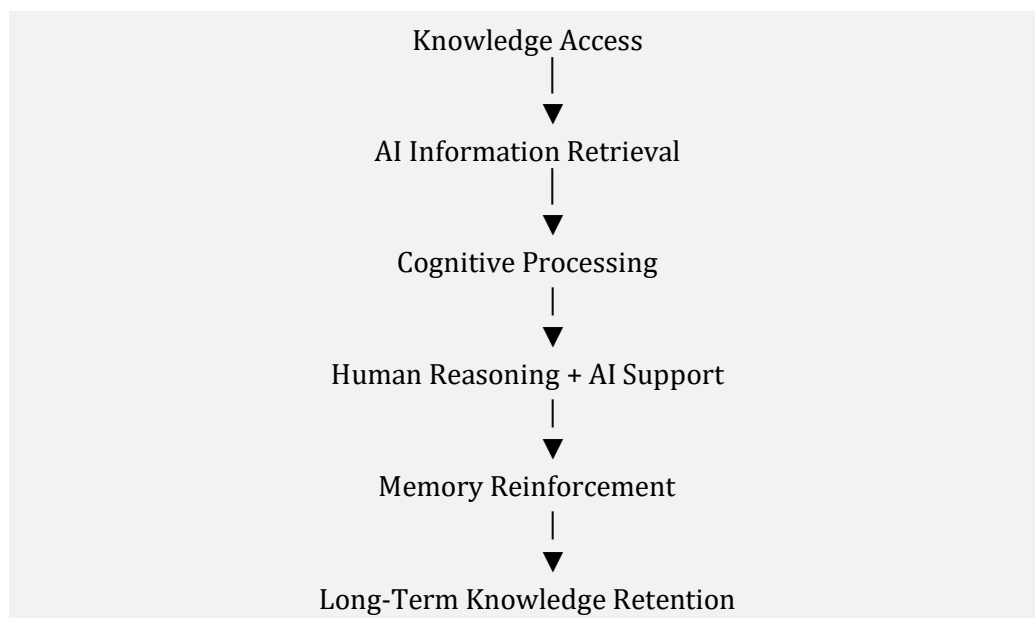 Knowledge Access
AI Information Retrieval
Cognitive Processing
Human Reasoning + AI Support
Memory Reinforcement
Long-Term Knowledge Retention